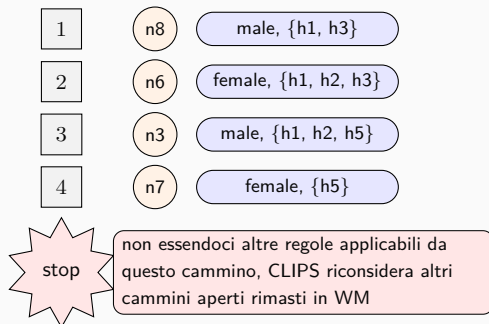 1 n8 male, {h1, h3}
2 n6 female, {h1, h2, h3}
3 n3 male, {h1, h2, h5}
4 n7 female, {h5}
stop
non essendoci altre regole applicabili da
questo cammino, CLIPS riconsidera altri
cammini aperti rimasti in WM